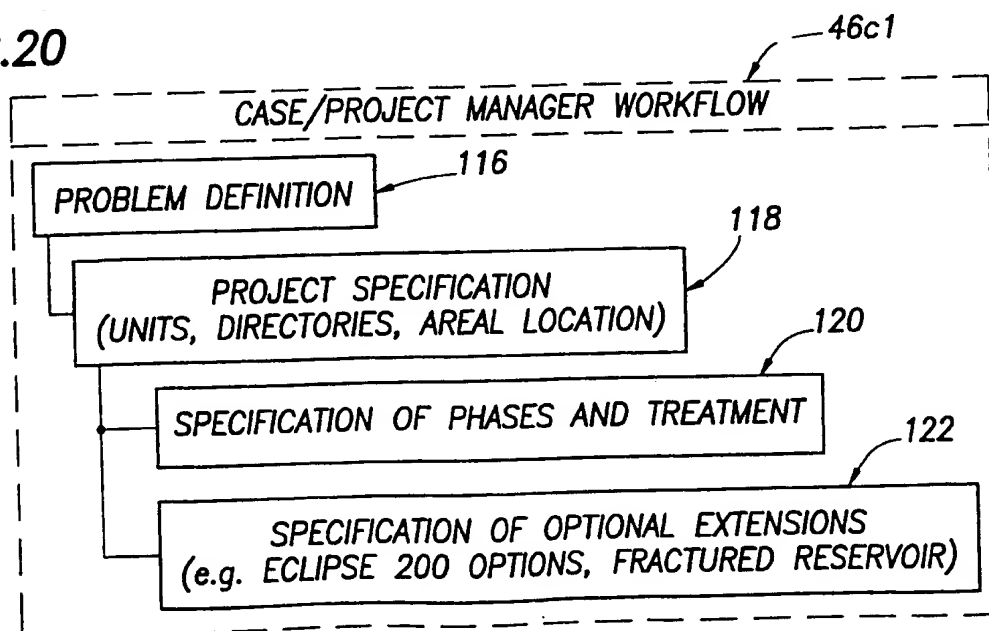 .20
46c1
CASE/PROJECT MANAGER WORKFLOW
PROBLEM DEFINITION
116
118
PROJECT SPECIFICATION
(UNITS, DIRECTORIES, AREAL LOCATION)
120
SPECIFICATION OF PHASES AND TREATMENT
122
SPECIFICATION OF OPTIONAL EXTENSIONS
(e.g. ECLIPSE 200 OPTIONS, FRACTURED RESERVOIR)